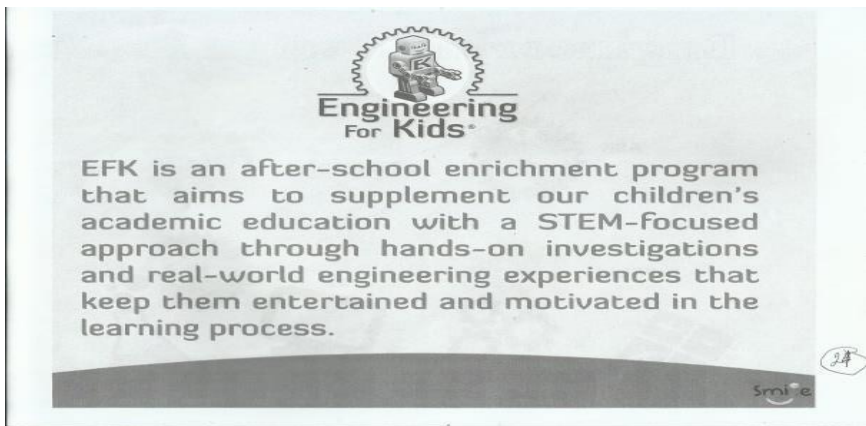 Engineering
For Kids®
EFK is an after-school enrichment program
that aims to supplement our children's
academic education with a STEM-focused
approach through hands-on investigations
and real-world engineering experiences that
keep them entertained and motivated in the
learning process.
24
Smile